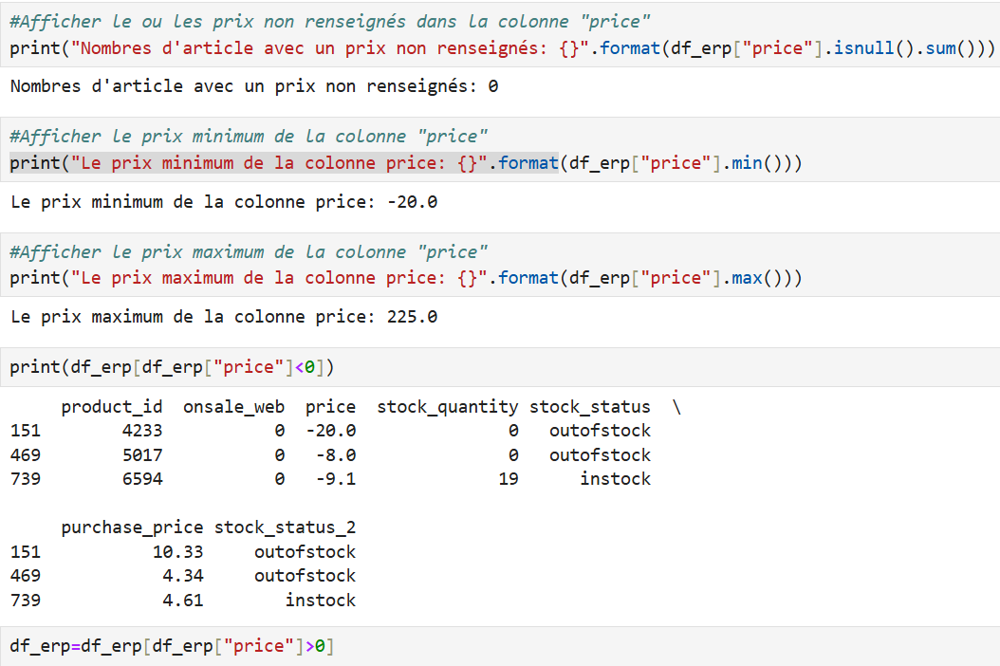 #Afficher le ou les prix non renseignés dans la colonne "price"
print("Nombres d'article avec un prix non renseignés: {}".format(df_erp["price"].isnull().sum()))
Nombres d'article avec un prix non renseignés: 0
#Afficher le prix minimum de la colonne "price"
print("Le prix minimum de la colonne price: {}".format(df_erp["price"].min()))
Le prix minimum de la colonne price: -20.0
#Afficher le prix maximum de la colonne "price"
print("Le prix maximum de la colonne price: {}".format(df_erp["price"].max()))
Le prix maximum de la colonne price: 225.0
print(df_erp[df_erp["price"]<0])
product_id onsale_web price stock_quantity stock_status \
151 4233 0 -20.0 0 outofstock
469 5017 0 -8.0 0 outofstock
739 6594 0 -9.1 19 instock
purchase_price stock_status_2
151 10.33 outofstock
469 4.34 outofstock
739 4.61 instock
df_erp=df_erp[df_erp["price"]>0]